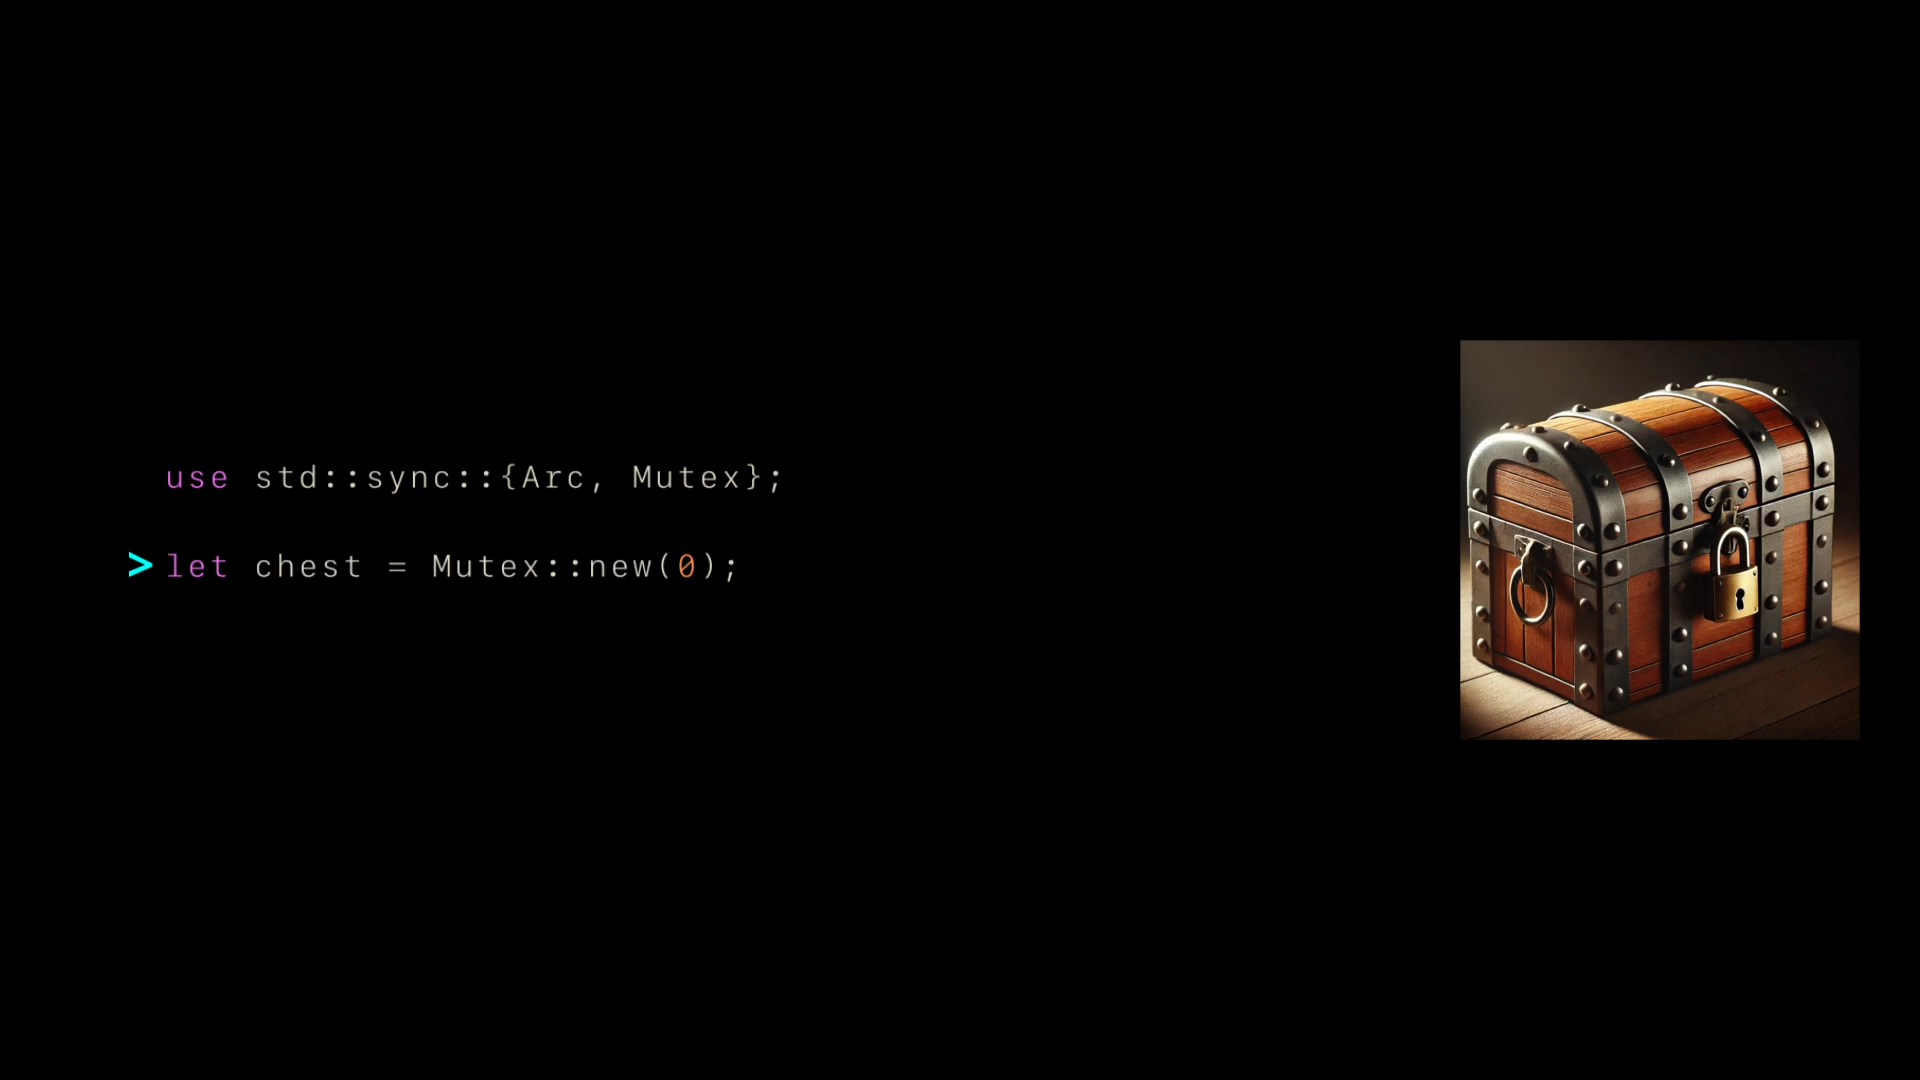 use std::sync::{Arc, Mutex};
> let chest = Mutex::new(0);